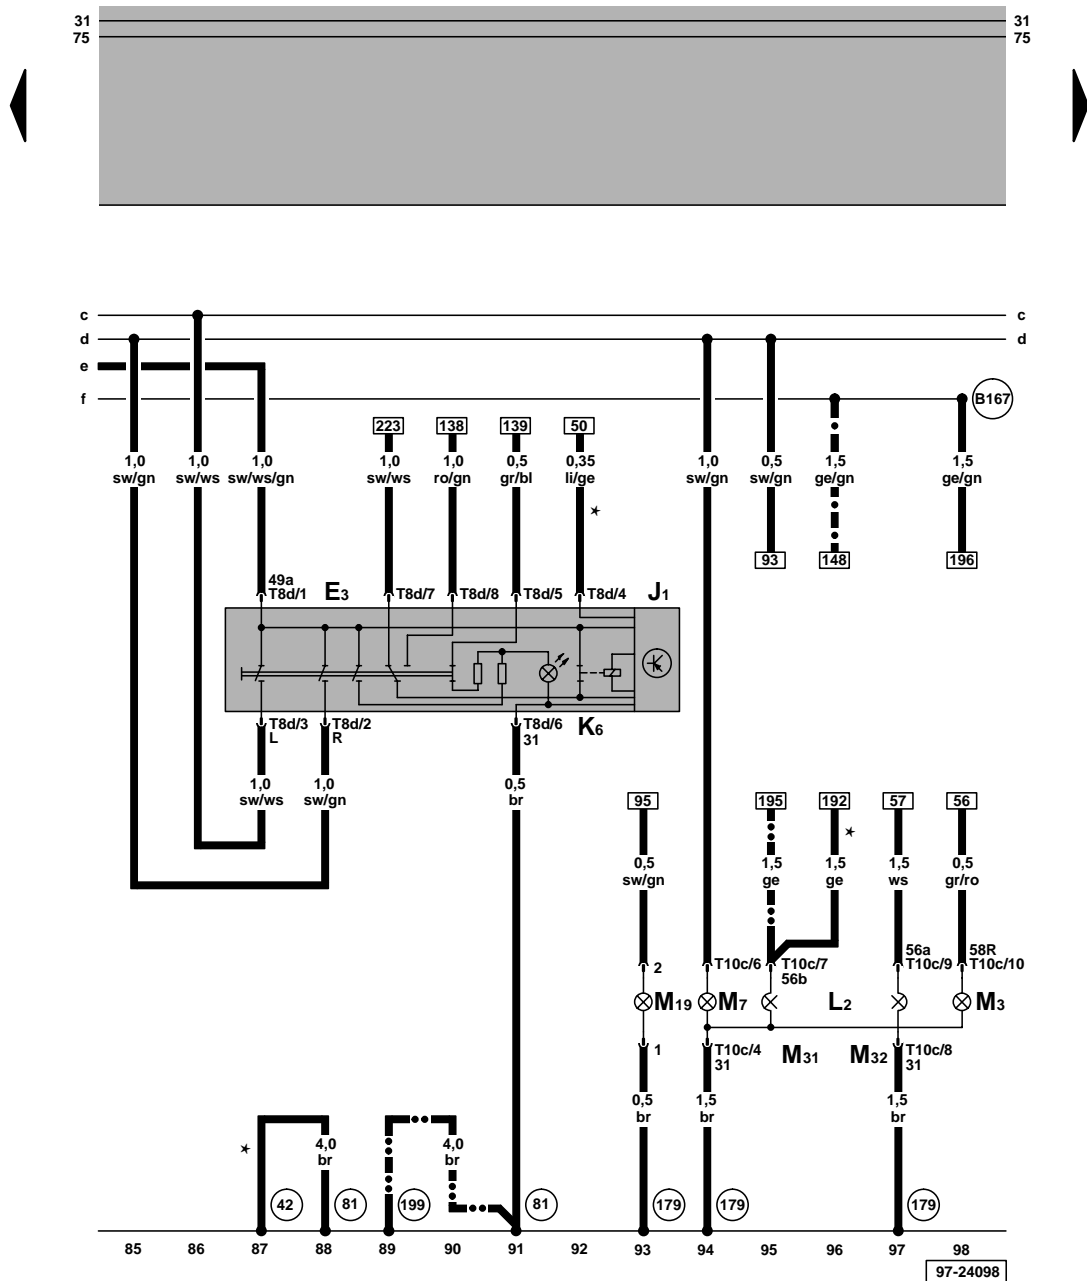 31 31
75 75
c c
d d
e
f B167
223 138 139 50
1,0 1,0 1,0 1,0 1,0 0,5 0,35 1,0 0,5 1,5 1,5
sw/gn sw/ws sw/ws/gn sw/ws ro/gn gr/bl li/ge sw/gn sw/gn ge/gn ge/gn
*
93 148 196
49a
T8d/1 E3 T8d/7 T8d/8 T8d/5 T8d/4 J1
T8d/3 T8d/2 T8d/6 K6
L R 31
1,0 1,0 0,5
sw/ws sw/gn br
95 195 192 57 56
*
0,5 1,5 1,5 1,5 0,5
sw/gn ge ge ws gr/ro
56a 58R
2 T10c/6 T10c/7 T10c/9 T10c/10
56b
M19 M7 L2 M3
1 T10c/4 M31 M32 T10c/8
31 31
0,5 1,5 1,5
br br br
* 4,0 4,0
br br
42 81 199 81 179 179 179
85 86 87 88 89 90 91 92 93 94 95 96 97 98
97-24098